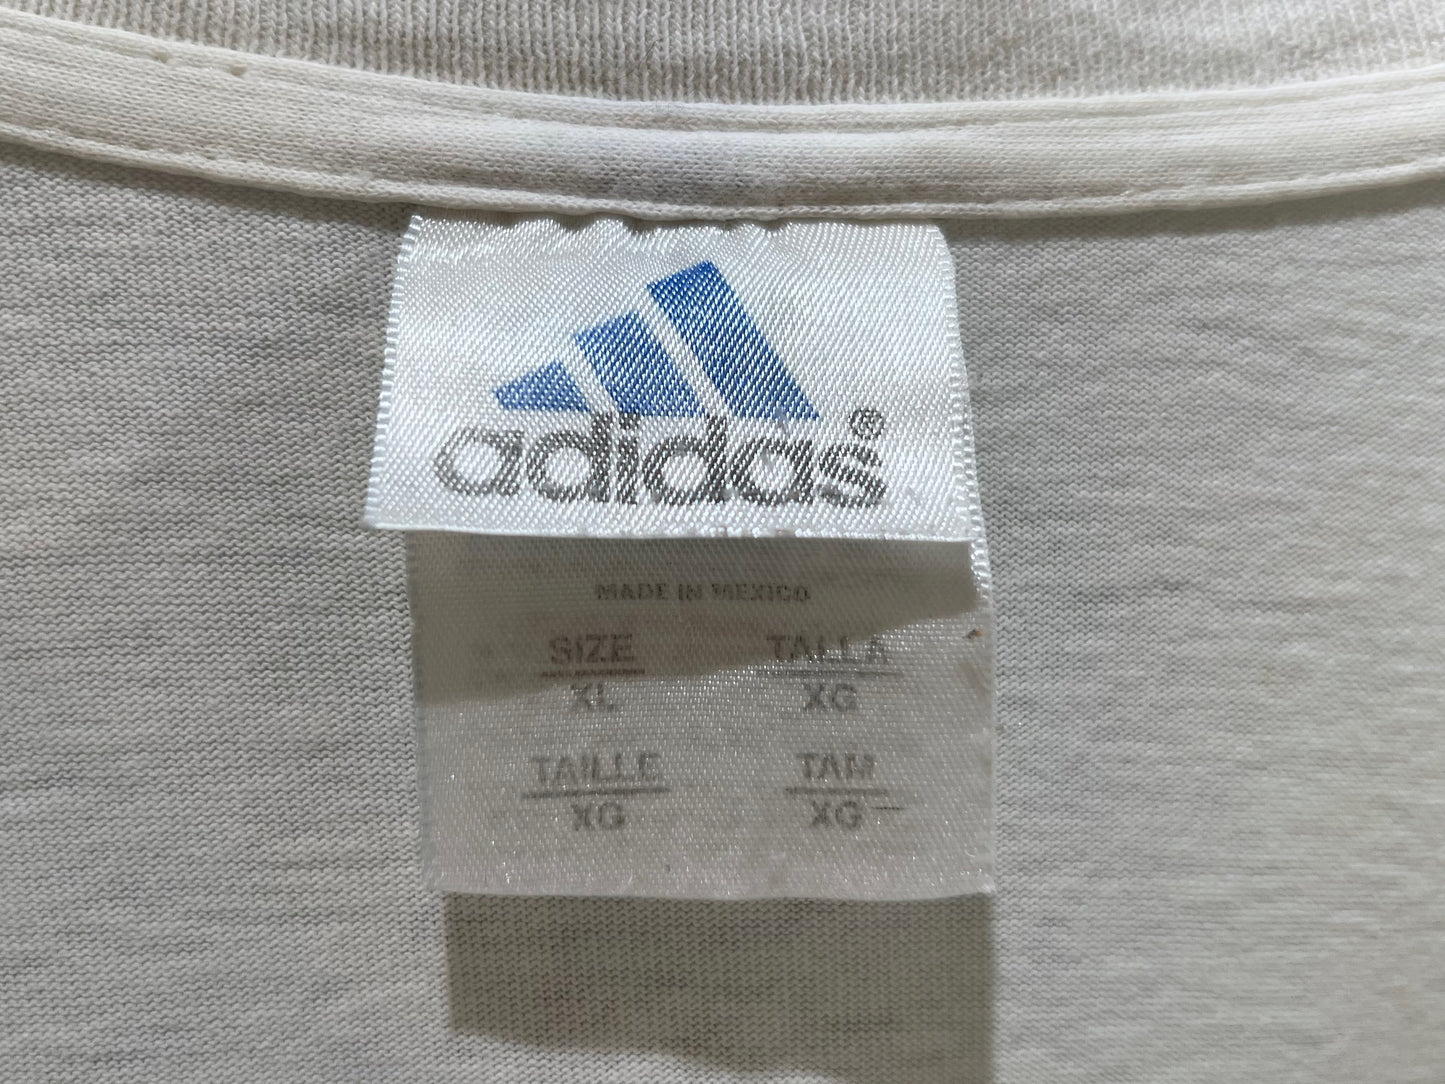 adidas®
MADE IN MEXICO
SIZE TALLA
XL XG
TAILLE TAM
XG XG